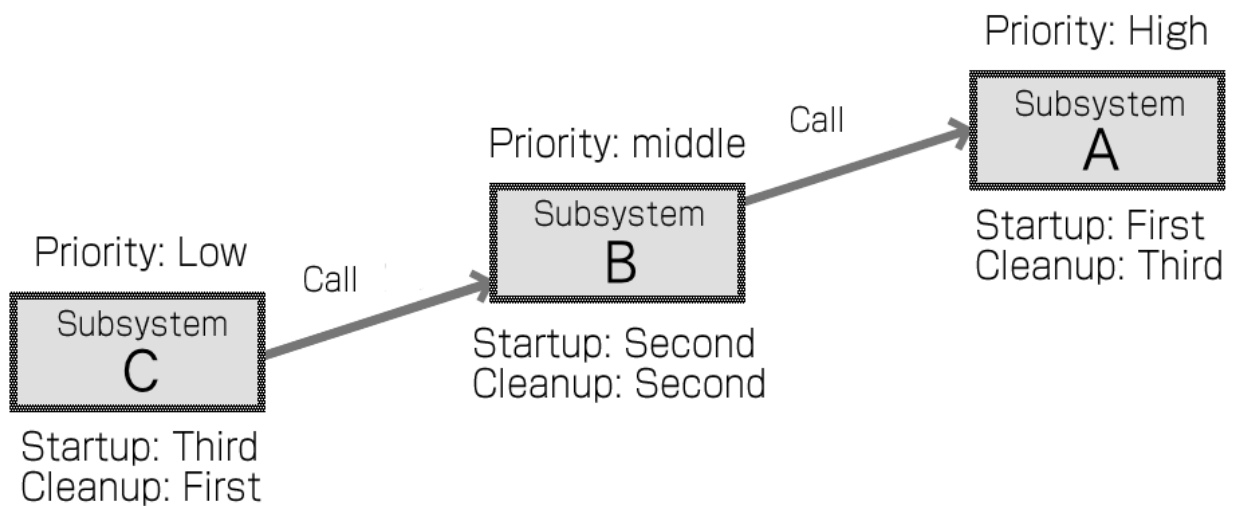 Priority: High
Subsystem
A
Startup: First
Cleanup: Third
Call
Priority: middle
Subsystem
B
Startup: Second
Cleanup: Second
Call
Priority: Low
Subsystem
C
Startup: Third
Cleanup: First